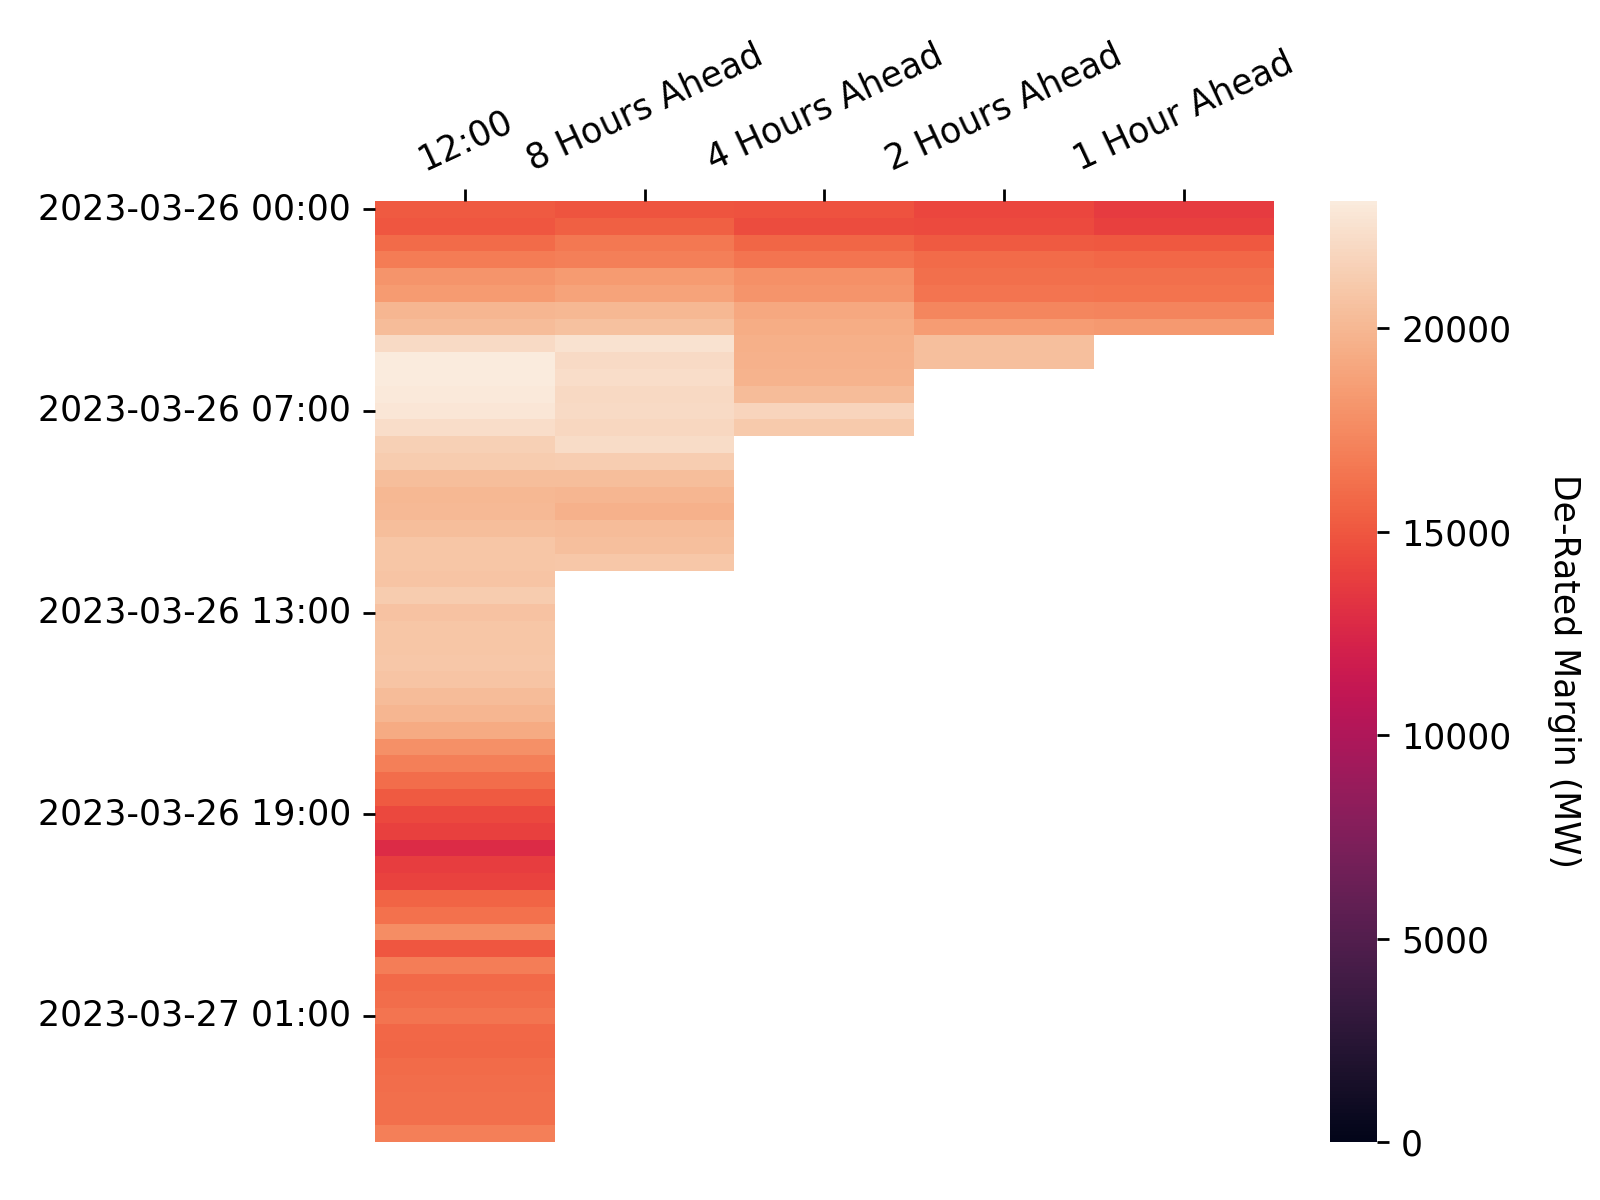 12:00
8 Hours Ahead
4 Hours Ahead
2 Hours Ahead
1 Hour Ahead
2023-03-26 00:00
2023-03-26 07:00
2023-03-26 13:00
2023-03-26 19:00
2023-03-27 01:00
20000
15000
10000
5000
0
De-Rated Margin (MW)